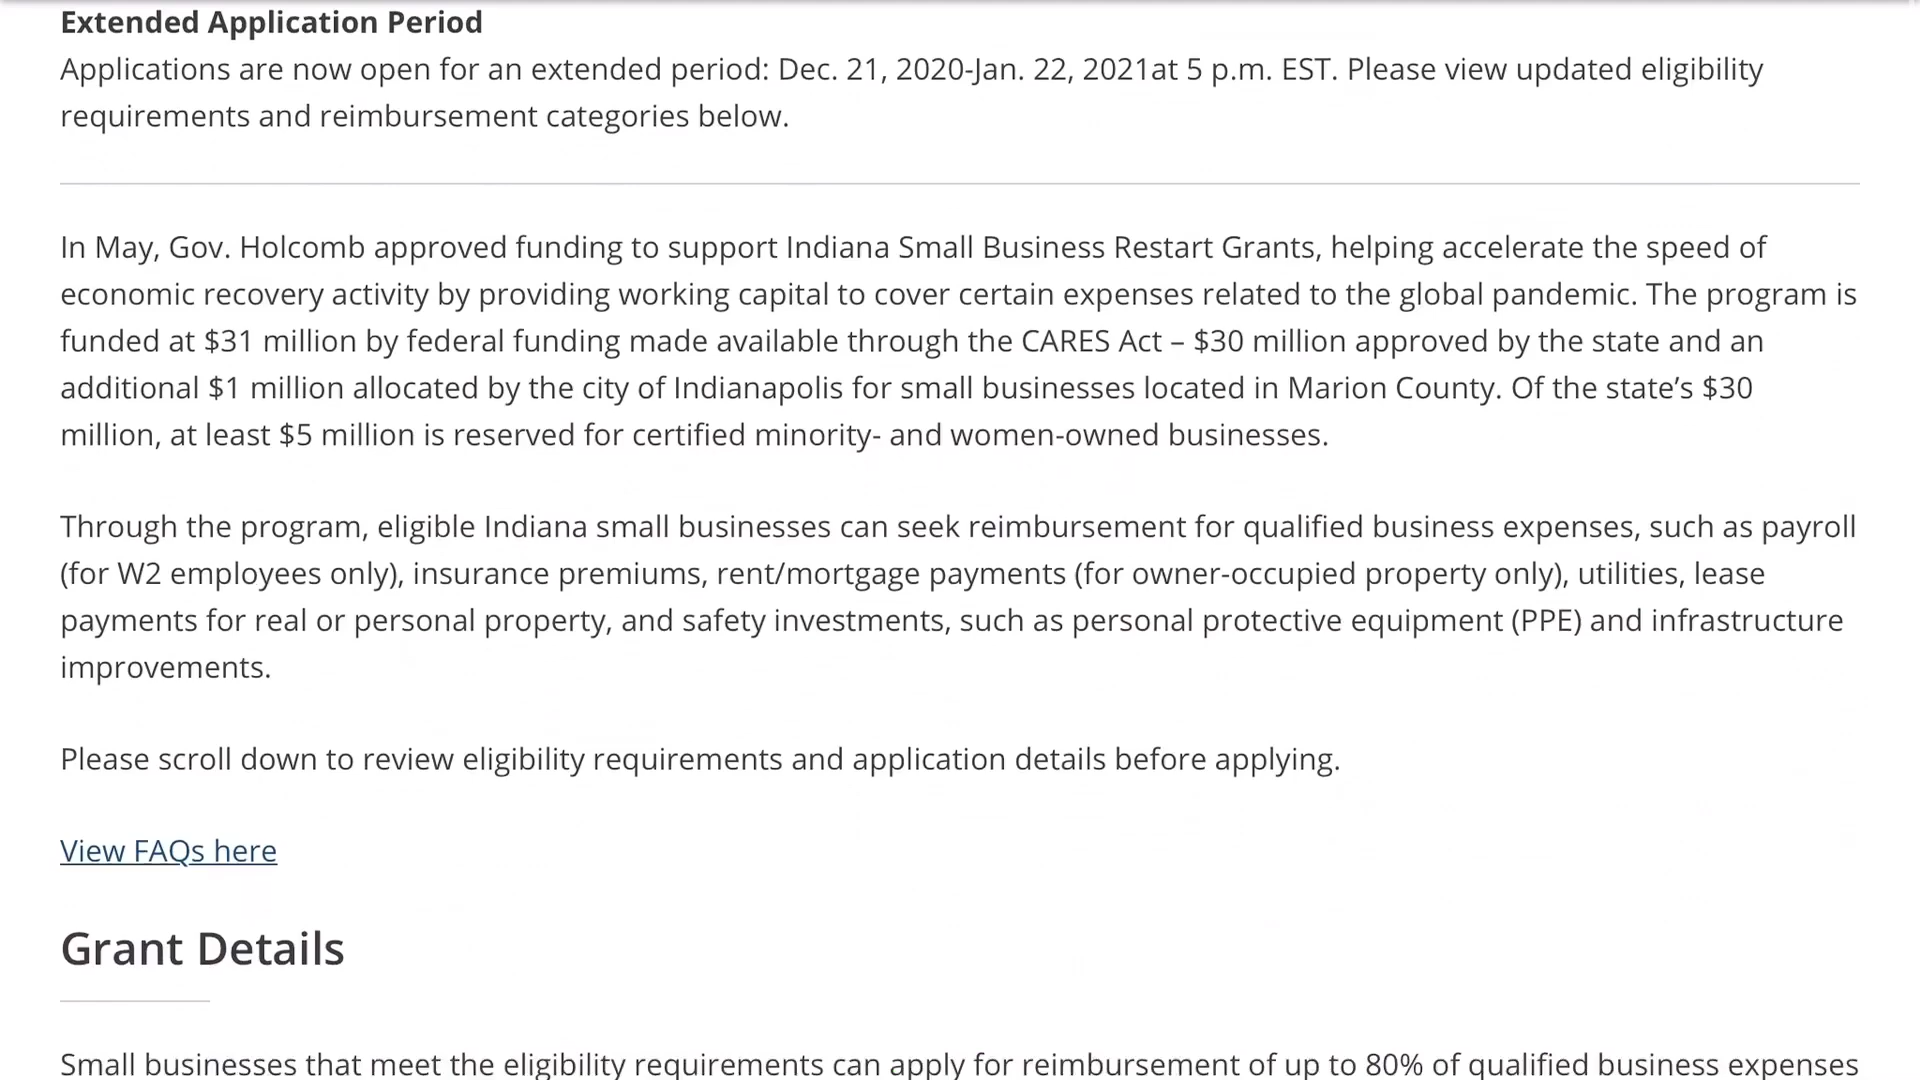 Extended Application Period
Applications are now open for an extended period: Dec. 21, 2020-Jan. 22, 2021at 5 p.m. EST. Please view updated eligibility
requirements and reimbursement categories below.
In May, Gov. Holcomb approved funding to support Indiana Small Business Restart Grants, helping accelerate the speed of
economic recovery activity by providing working capital to cover certain expenses related to the global pandemic. The program is
funded at $31 million by federal funding made available through the CARES Act – $30 million approved by the state and an
additional $1 million allocated by the city of Indianapolis for small businesses located in Marion County. Of the state’s $30
million, at least $5 million is reserved for certified minority- and women-owned businesses.
Through the program, eligible Indiana small businesses can seek reimbursement for qualified business expenses, such as payroll
(for W2 employees only), insurance premiums, rent/mortgage payments (for owner-occupied property only), utilities, lease
payments for real or personal property, and safety investments, such as personal protective equipment (PPE) and infrastructure
improvements.
Please scroll down to review eligibility requirements and application details before applying.
View FAQs here
Grant Details
Small businesses that meet the eligibility requirements can apply for reimbursement of up to 80% of qualified business expenses